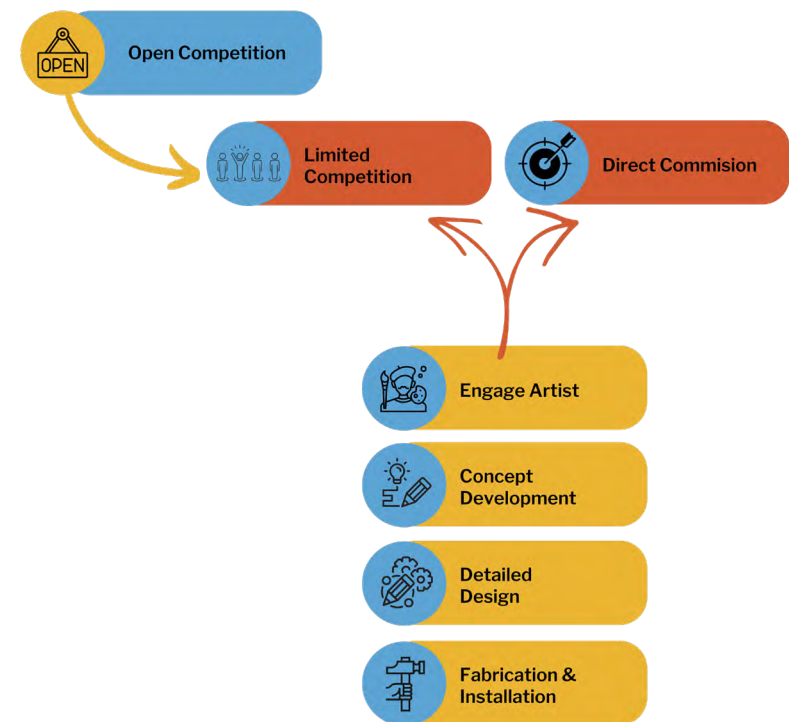 OPEN
Open Competition
Limited
Competition
Direct Commision
Engage Artist
Concept
Development
Detailed
Design
Fabrication &
Installation